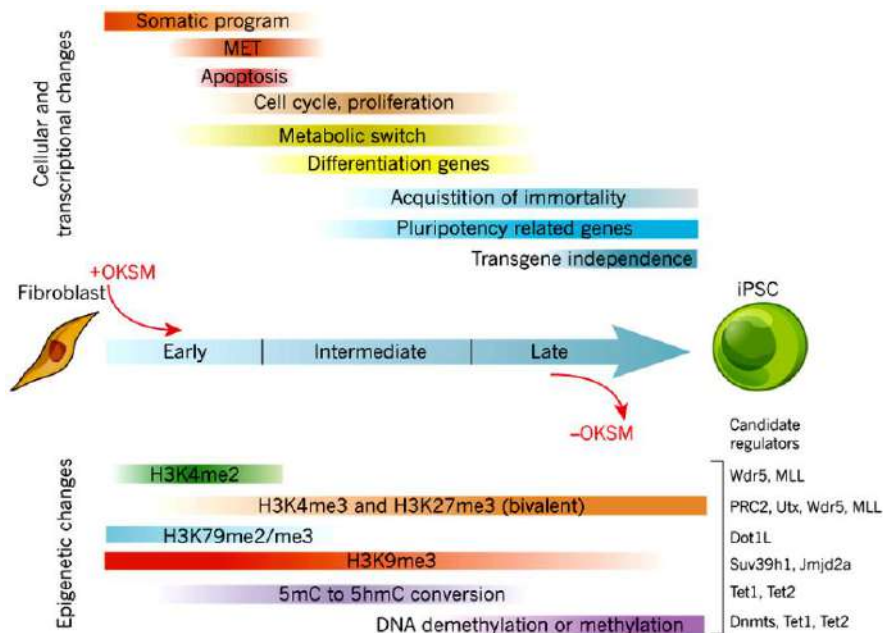 Cellular and
transcriptional changes
Somatic program
MET
Apoptosis
Cell cycle, proliferation
Metabolic switch
Differentiation genes
Acquistition of immortality
Pluripotency related genes
Transgene independence
+OKSM
Fibroblast
iPSC
Early
Intermediate
Late
–OKSM
Candidate
regulators
Epigenetic changes
H3K4me2
Wdr5, MLL
H3K4me3 and H3K27me3 (bivalent)
PRC2, Utx, Wdr5, MLL
H3K79me2/me3
Dot1L
H3K9me3
Suv39h1, Jmjd2a
5mC to 5hmC conversion
Tet1, Tet2
DNA demethylation or methylation
Dnmts, Tet1, Tet2